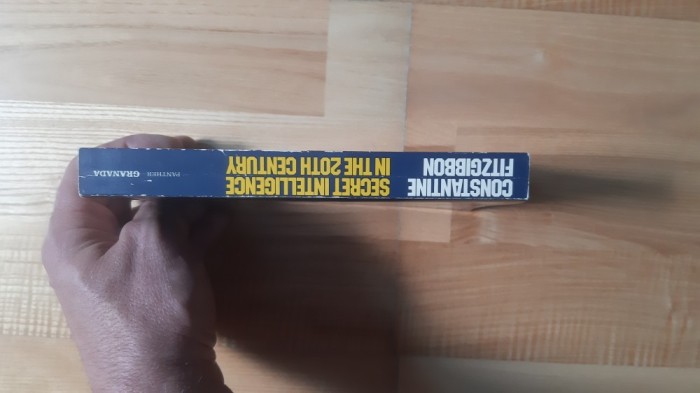 CONSTANTINE
FITZGIBBON
SECRET INTELLIGENCE
IN THE 20TH CENTURY
PANTHER
GRANADA